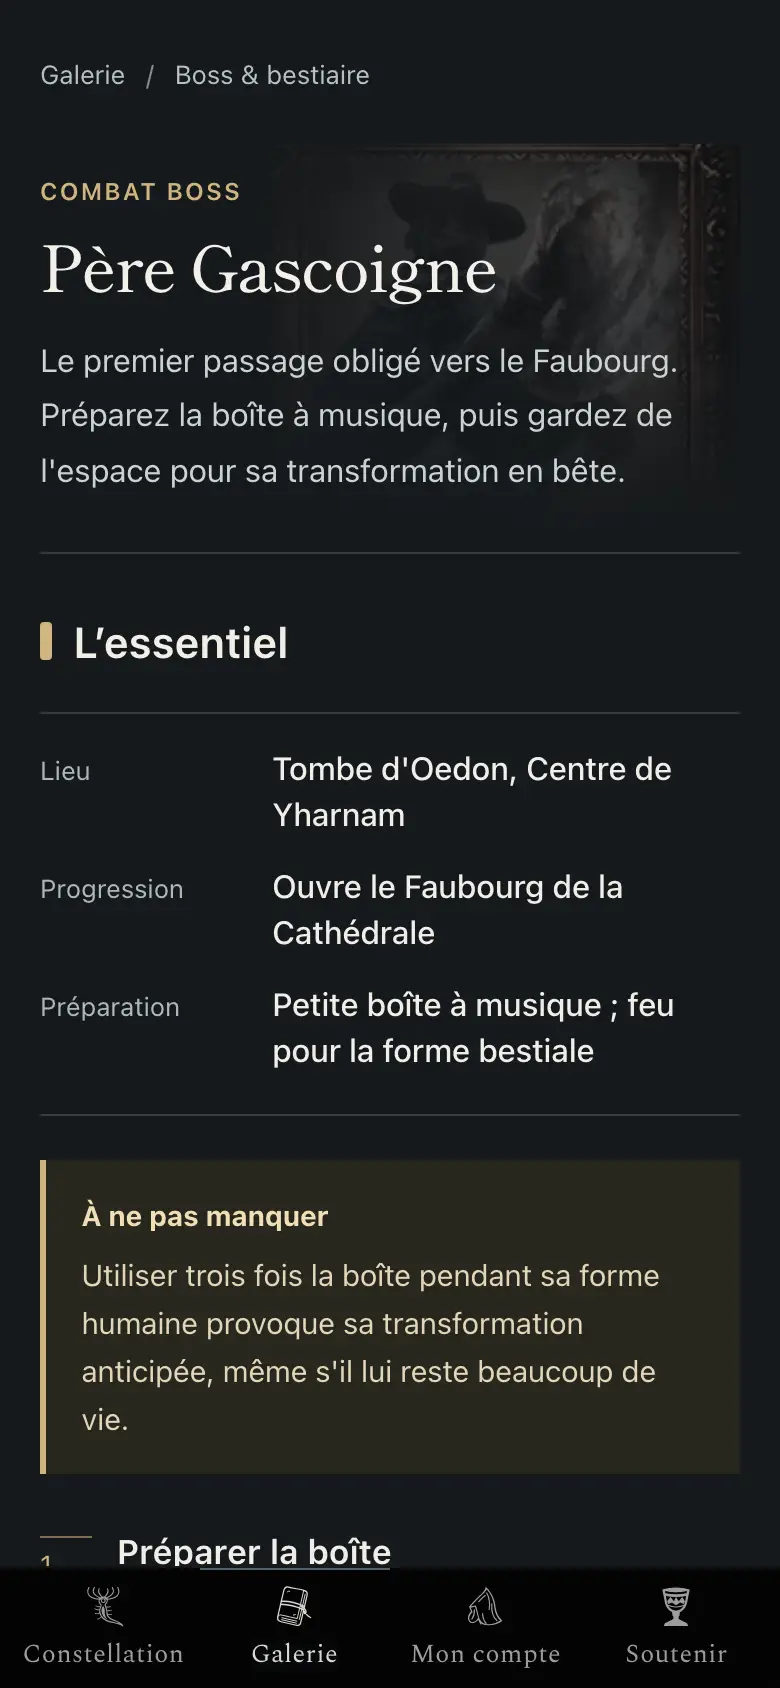 Galerie / Boss & bestiaire
COMBAT BOSS
Père Gascoigne
Le premier passage obligé vers le Faubourg.
Préparez la boîte à musique, puis gardez de
l'espace pour sa transformation en bête.
L’essentiel
Lieu
Tombe d'Oedon, Centre de
Yharnam
Progression
Ouvre le Faubourg de la
Cathédrale
Préparation
Petite boîte à musique ; feu
pour la forme bestiale
À ne pas manquer
Utiliser trois fois la boîte pendant sa forme
humaine provoque sa transformation
anticipée, même s'il lui reste beaucoup de
vie.
1
Préparer la boîte
Constellation
Galerie
Mon compte
Soutenir